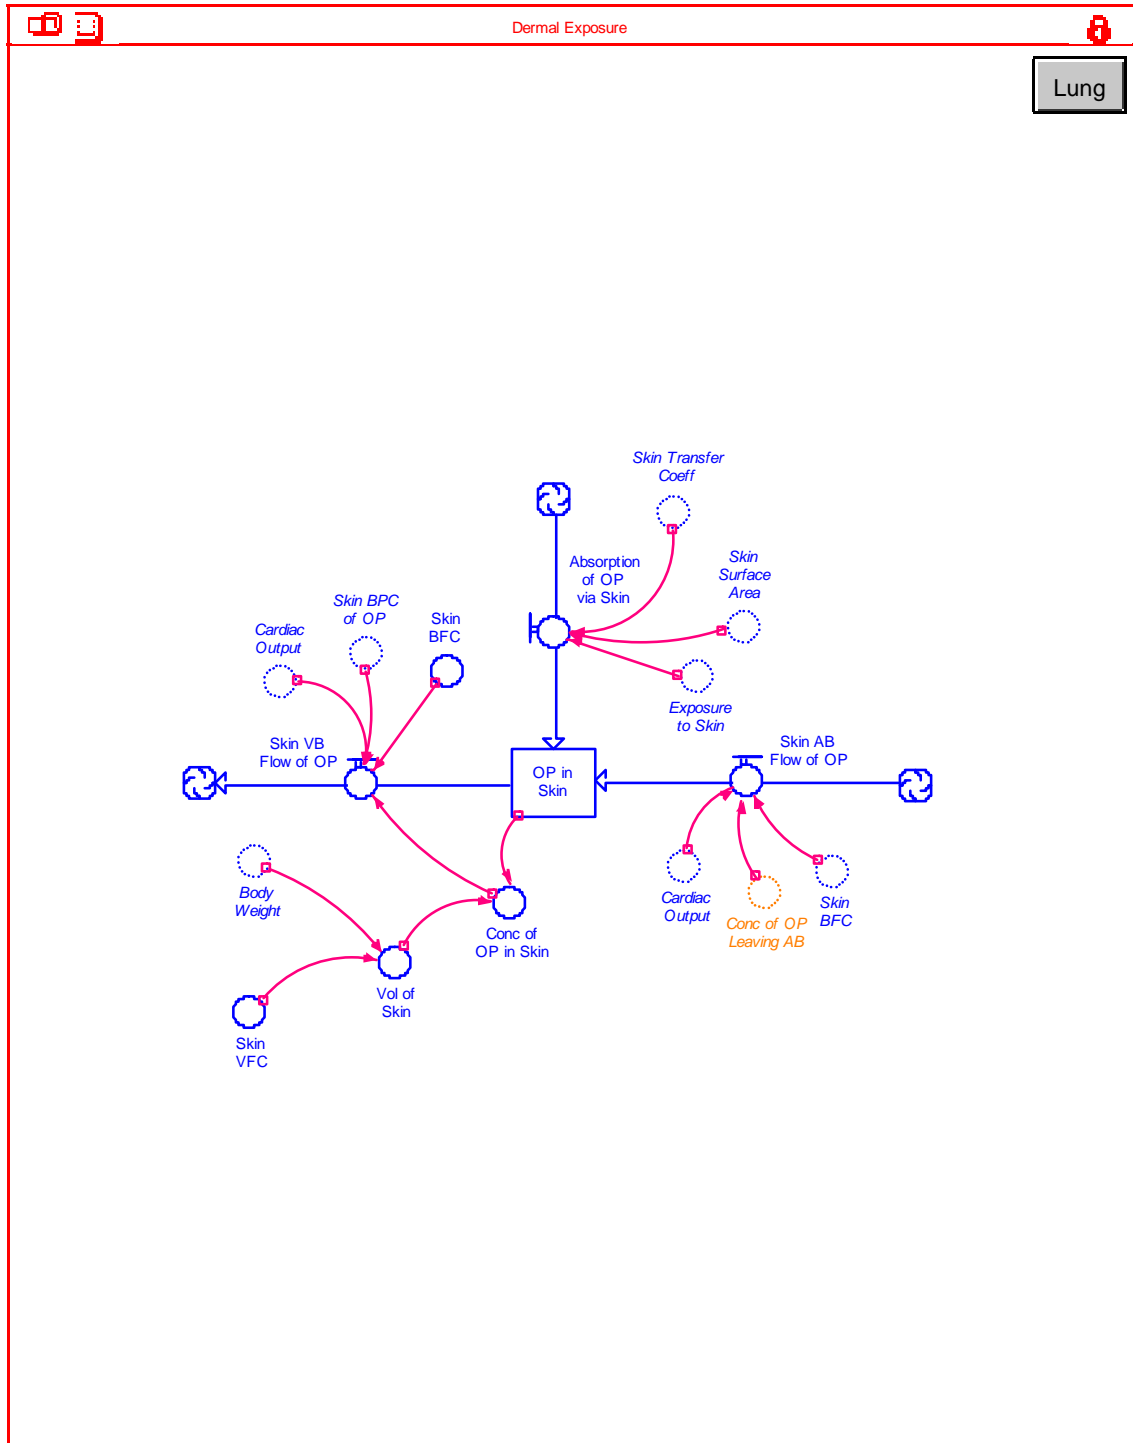 Dermal Exposure
Lung
Skin Transfer
Coeff
Absorption
of OP
via Skin
Skin
Surface
Area
Skin BPC
of OP
Skin
BFC
Cardiac
Output
Exposure
to Skin
Skin VB
Flow of OP
OP in
Skin
Skin AB
Flow of OP
Body
Weight
Cardiac
Output
Conc of OP
Leaving AB
Skin
BFC
Conc of
OP in Skin
Vol of
Skin
Skin
VFC